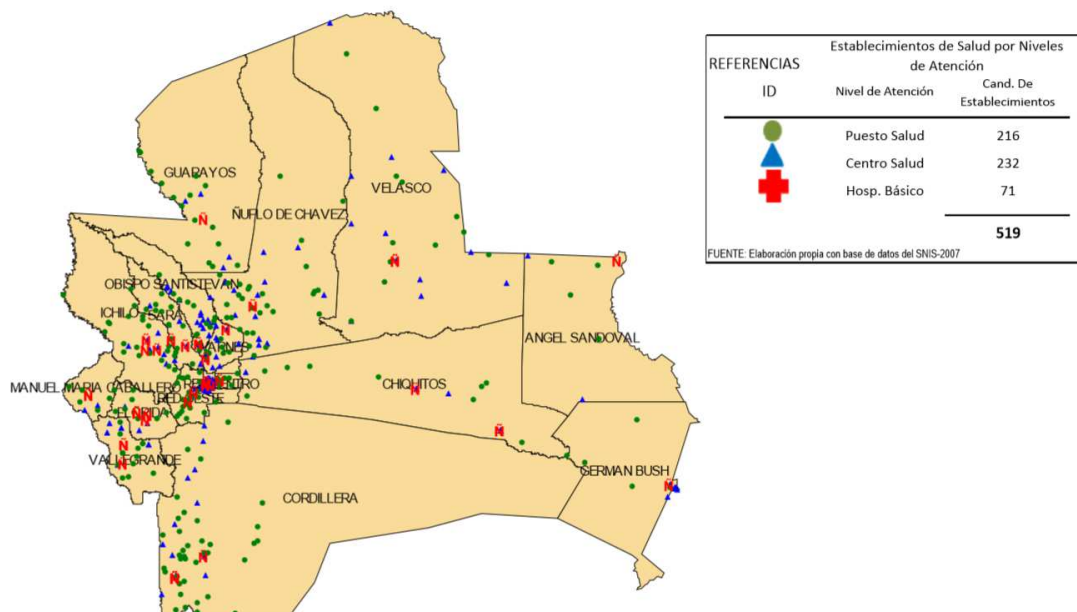 Establecimientos de Salud por Niveles
de Atención
REFERENCIAS
ID
Nivel de Atención
Cand. De
Establecimientos
Puesto Salud
216
Centro Salud
232
Hosp. Básico
71
519
FUENTE: Elaboración propia con base de datos del SNIS-2007
GUARAYOS
VELASCO
ÑUFLO DE CHAVEZ
OBISPO SANTISTEVAN
ICHILO
SARA
WARNES
ANGEL SANDOVAL
MANUEL MARIA CABALLERO
CHIQUITOS
FLORIDA
VALLEGRANDE
GERMAN BUSH
CORDILLERA